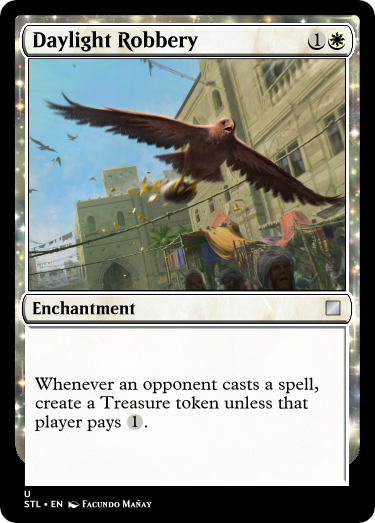 Daylight Robbery 1
Enchantment
Whenever an opponent casts a spell,
create a Treasure token unless that
player pays 1.
U
STL • EN Facundo Mañay